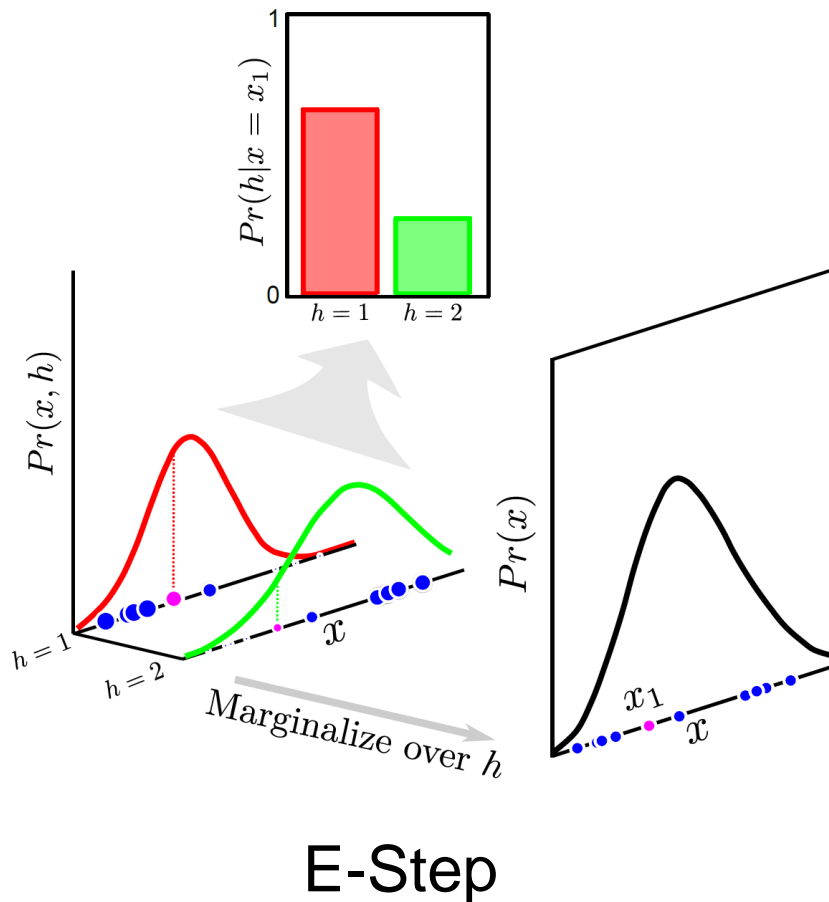 1
Pr(h|x = x₁)
0
h = 1
h = 2
Pr(x, h)
h = 1
h = 2
x
Marginalize over h
Pr(x)
x₁
x
E-Step